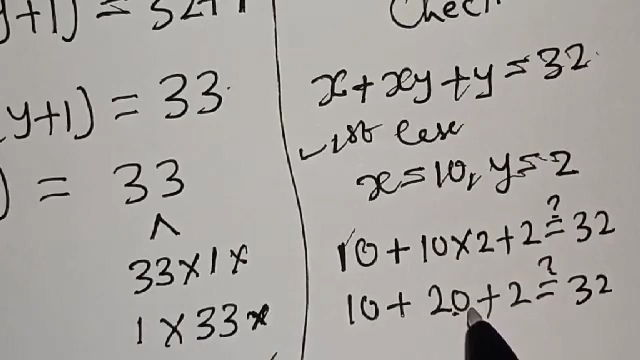 y+1) = 32+1
(y+1) = 33
) = 33
33×1 ×
1 × 33 ×
Check
x+xy+y=32
✓1st Case
x=10, y=2
10+10×2+2≟32
10+20+2≟32